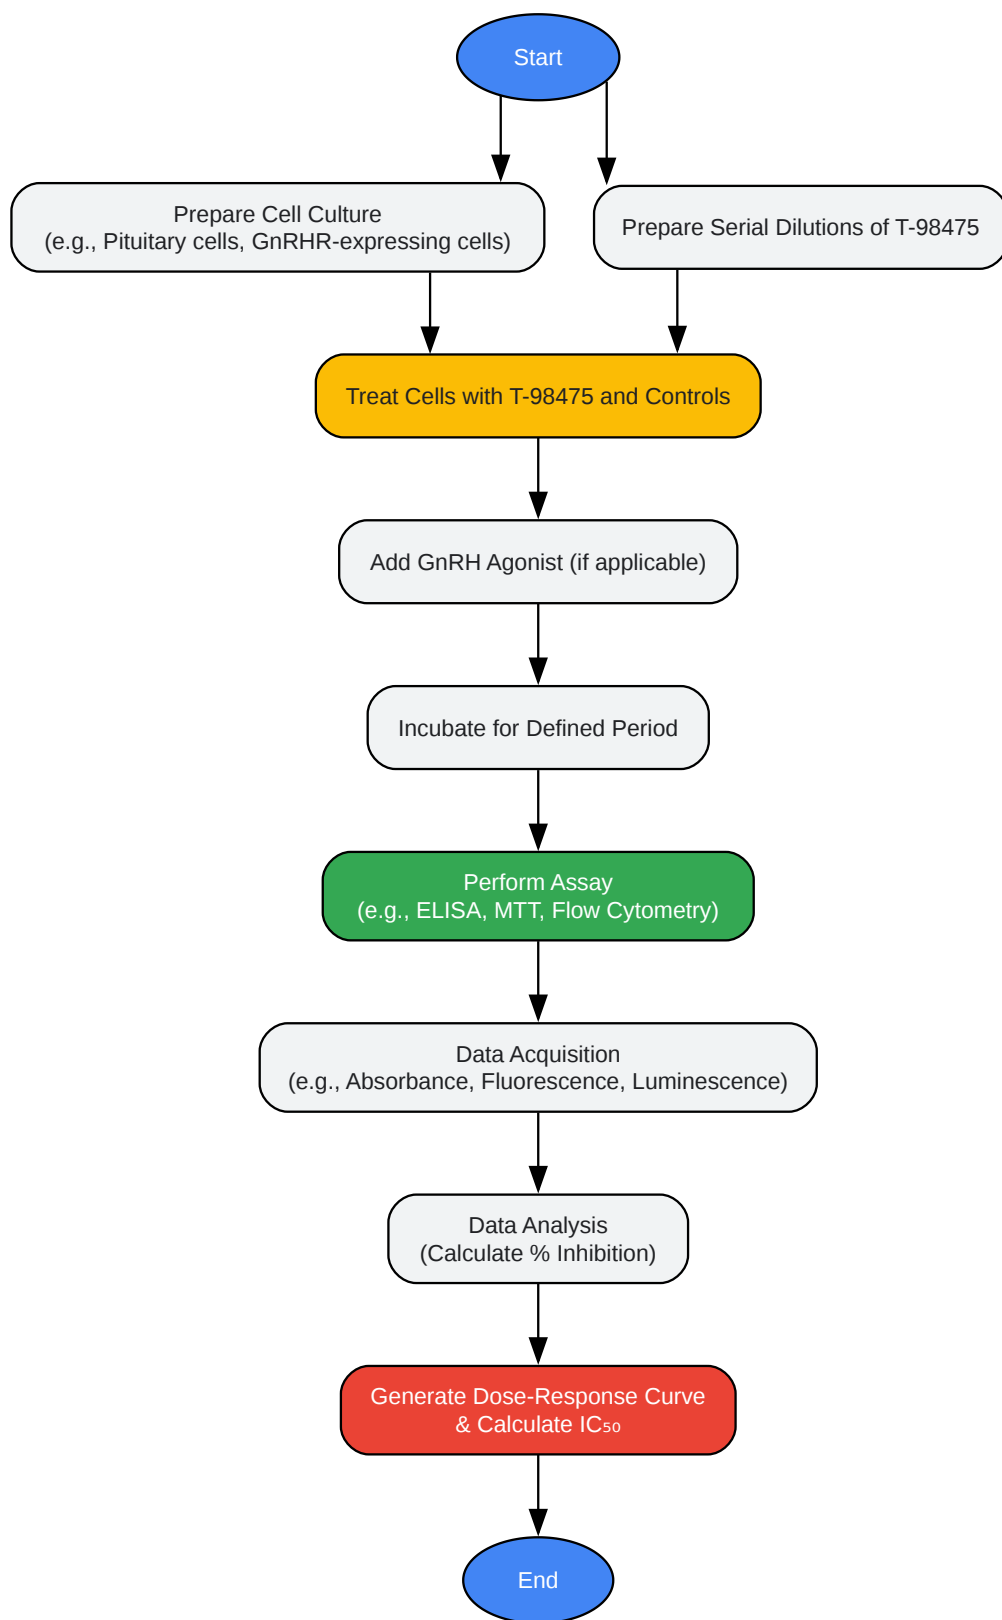 Start
Prepare Cell Culture
(e.g., Pituitary cells, GnRHR-expressing cells)
Prepare Serial Dilutions of T-98475
Treat Cells with T-98475 and Controls
Add GnRH Agonist (if applicable)
Incubate for Defined Period
Perform Assay
(e.g., ELISA, MTT, Flow Cytometry)
Data Acquisition
(e.g., Absorbance, Fluorescence, Luminescence)
Data Analysis
(Calculate % Inhibition)
Generate Dose-Response Curve
& Calculate IC₅₀
End